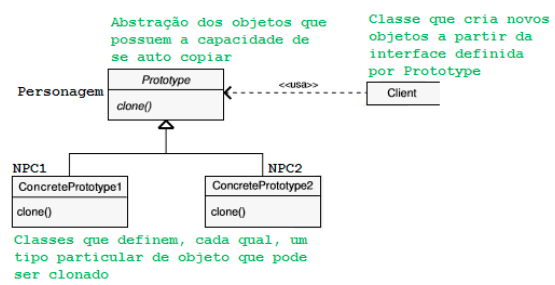 Abstração dos objetos que
possuem a capacidade de
se auto copiar
Classe que cria novos
objetos a partir da
interface definida
por Prototype
Personagem
Prototype
clone()
<<usa>>
Client
NPC1
ConcretePrototype1
clone()
NPC2
ConcretePrototype2
clone()
Classes que definem, cada qual, um
tipo particular de objeto que pode
ser clonado